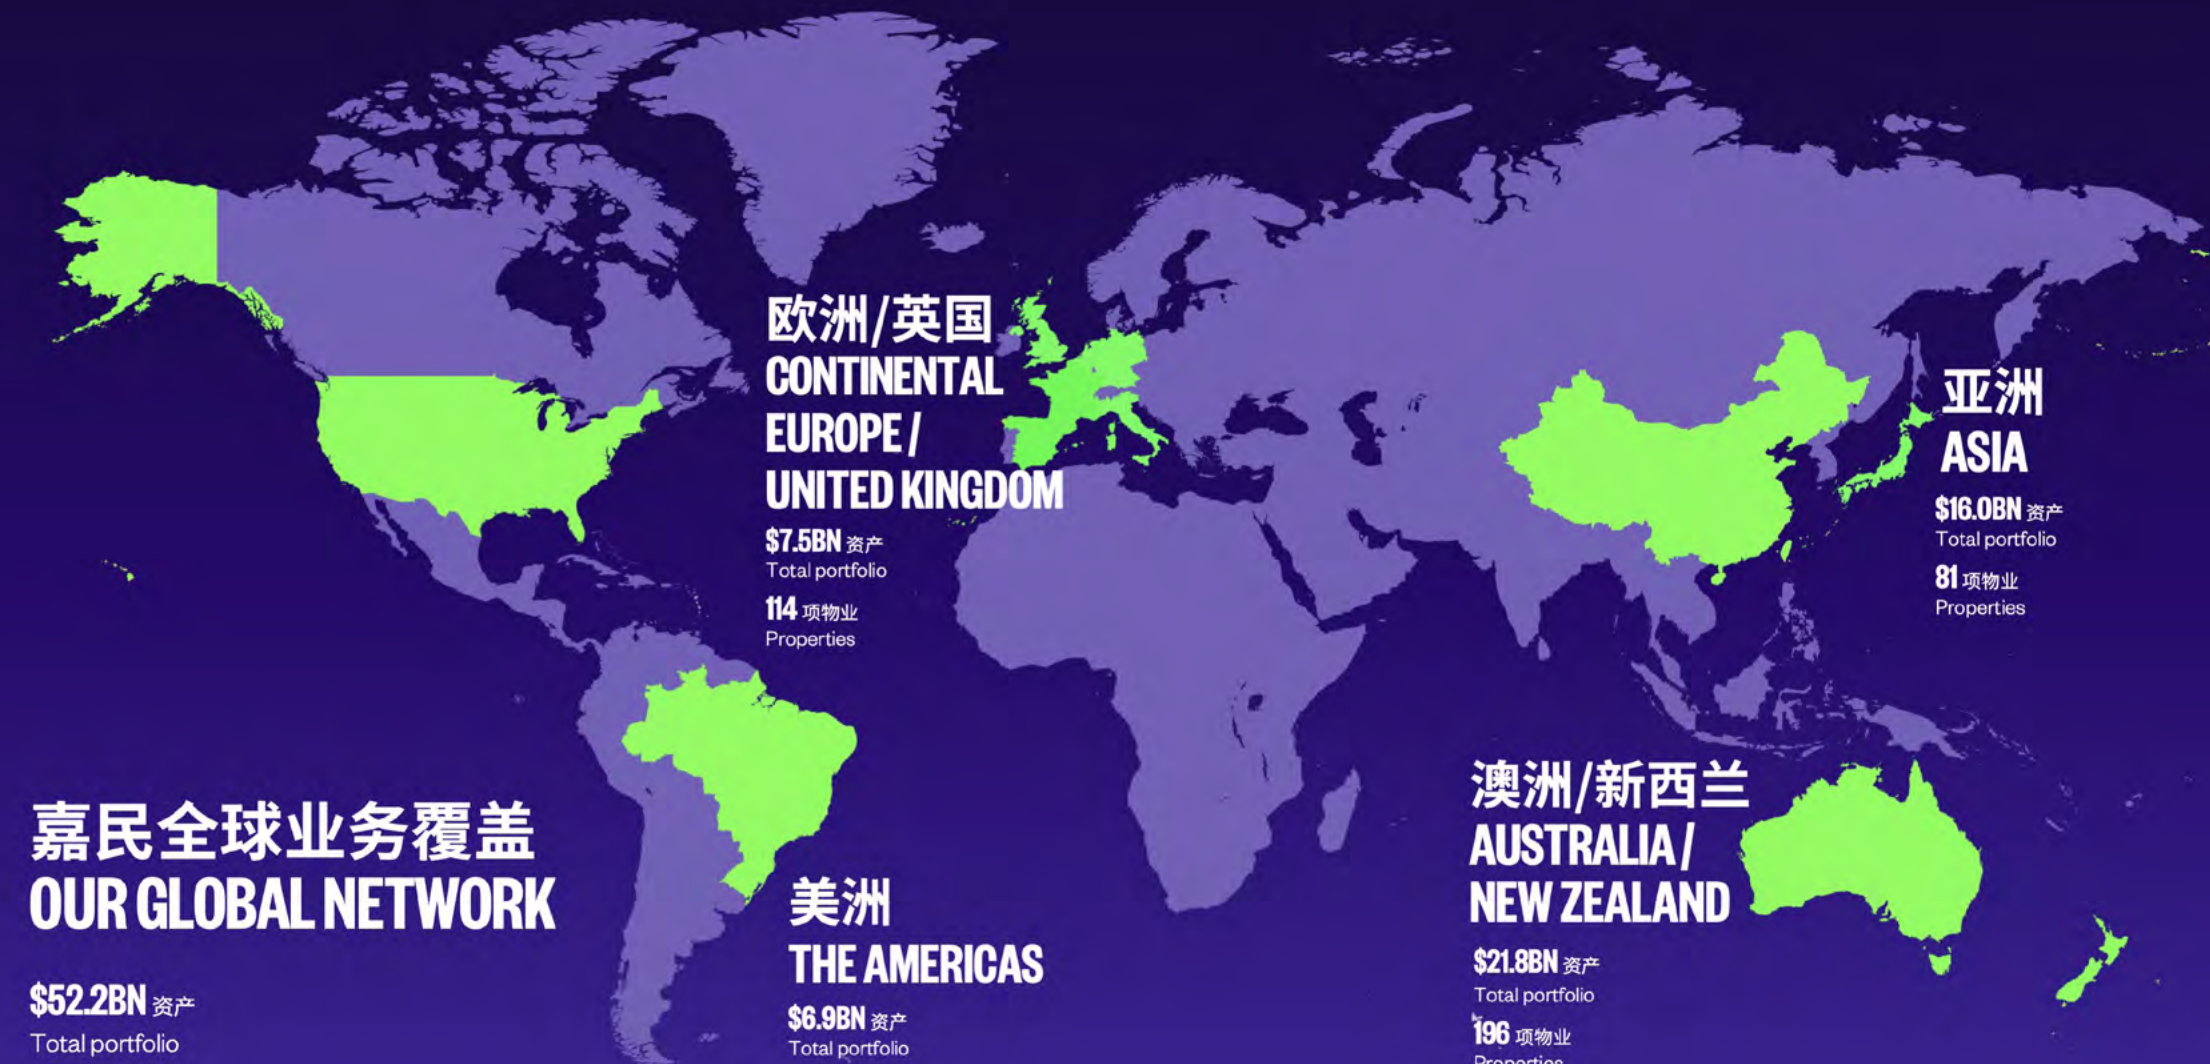 欧洲/英国
CONTINENTAL
EUROPE /
UNITED KINGDOM
$7.5BN 资产
Total portfolio
114 项物业
Properties
亚洲
ASIA
$16.0BN 资产
Total portfolio
81 项物业
Properties
嘉民全球业务覆盖
OUR GLOBAL NETWORK
$52.2BN 资产
Total portfolio
美洲
THE AMERICAS
$6.9BN 资产
Total portfolio
澳洲/新西兰
AUSTRALIA /
NEW ZEALAND
$21.8BN 资产
Total portfolio
196 项物业
Properties